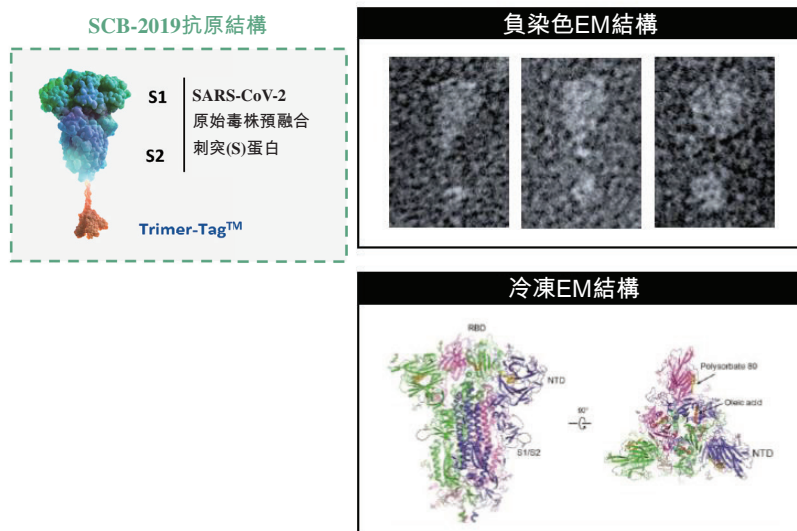 SCB-2019抗原結構
S1
SARS-CoV-2
原始毒株預融合
S2
刺突(S)蛋白
Trimer-Tag™
負染色EM結構
冷凍EM結構
RBD
NTD
S1/S2
90°
Polysorbate 80
Oleic acid
NTD